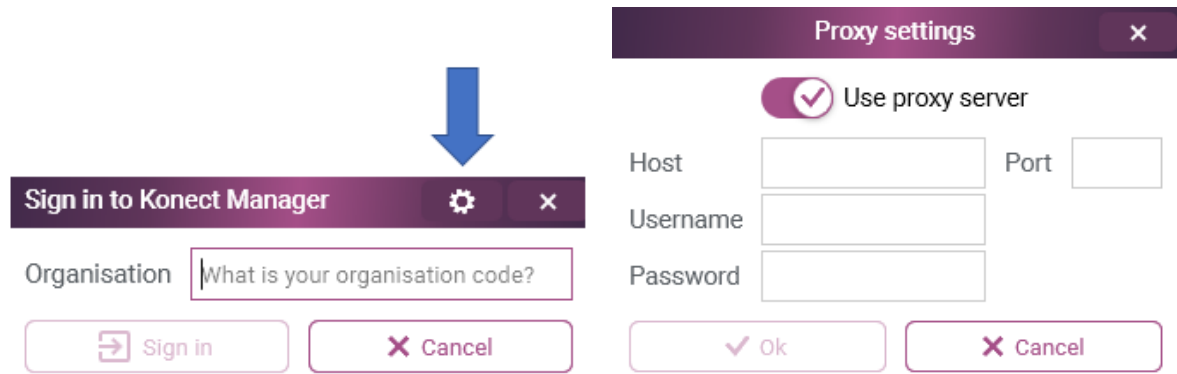 Sign in to Konect Manager
Organisation What is your organisation code?
Sign in Cancel
Proxy settings
Use proxy server
Host Port
Username
Password
Ok Cancel